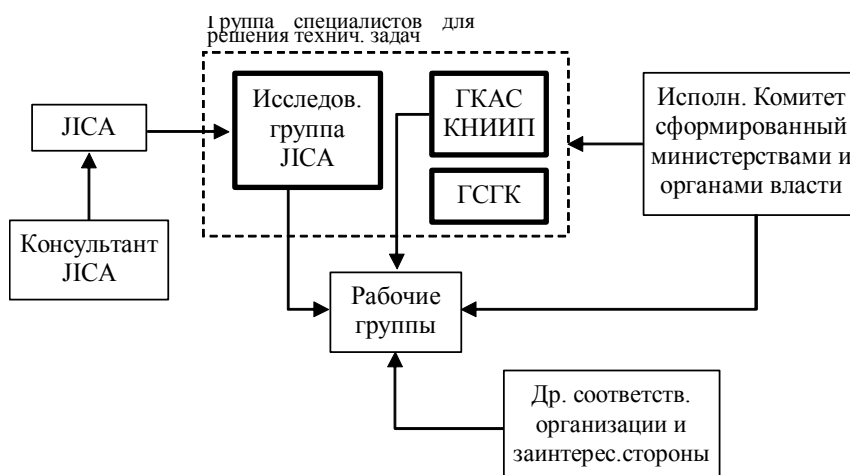 Группа специалистов для
решения технич. задач
Исследов.
группа
JICA
ГКАС
КНИИП
ГСГК
JICA
Консультант
JICA
Исполн. Комитет
сформированный
министерствами и
органами власти
Рабочие
группы
Др. соответств.
организации и
заинтерес.стороны